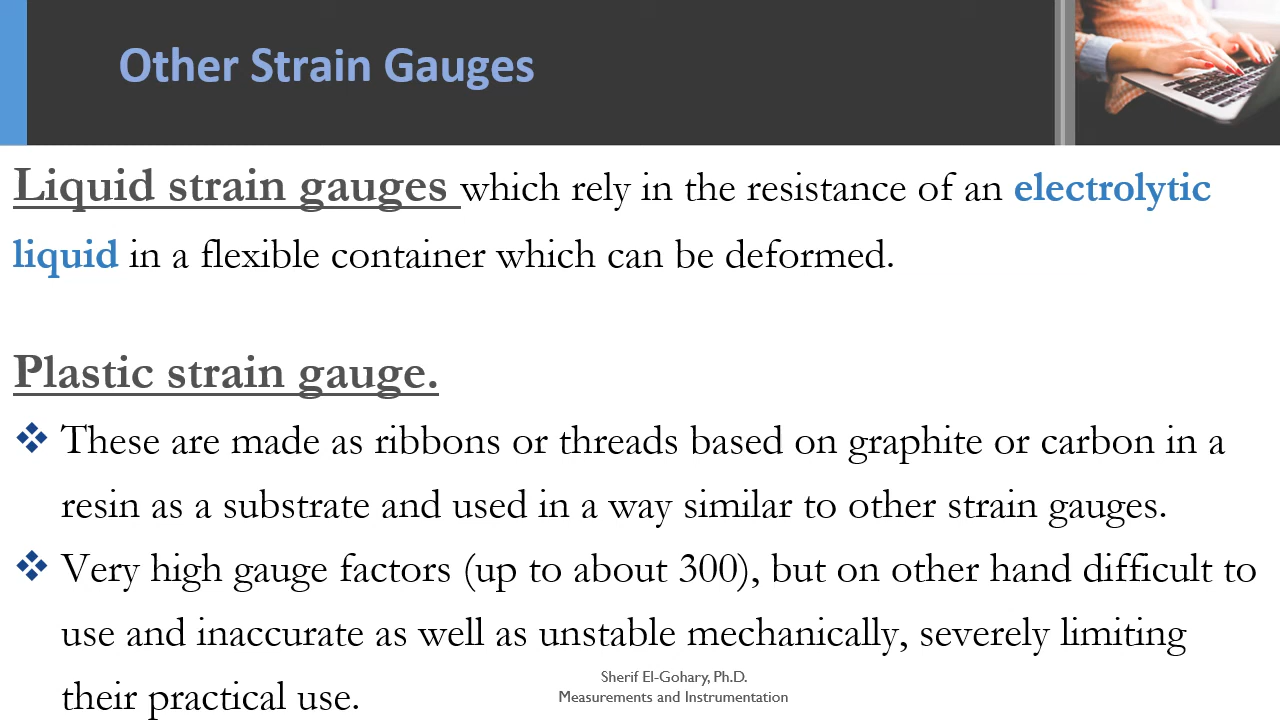 Other Strain Gauges
Liquid strain gauges which rely in the resistance of an electrolytic
liquid in a flexible container which can be deformed.
Plastic strain gauge.
❖ These are made as ribbons or threads based on graphite or carbon in a
resin as a substrate and used in a way similar to other strain gauges.
❖ Very high gauge factors (up to about 300), but on other hand difficult to
use and inaccurate as well as unstable mechanically, severely limiting
their practical use.
Sherif El-Gohary, Ph.D.
Measurements and Instrumentation